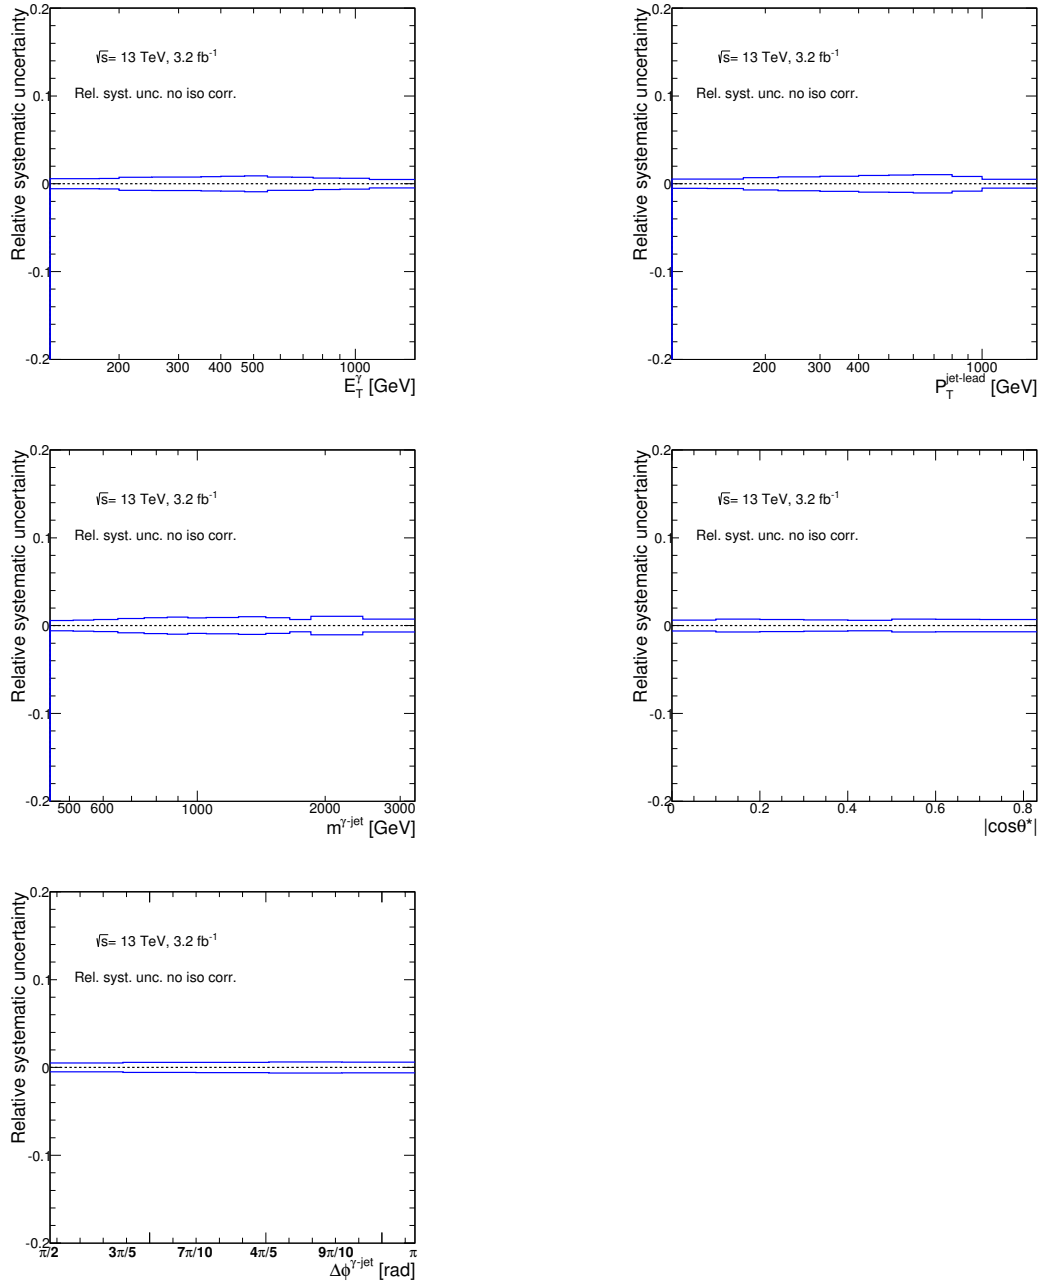 Relative systematic uncertainty
0.2
0.1
0
-0.1
-0.2
√s= 13 TeV, 3.2 fb⁻¹
Rel. syst. unc. no iso corr.
200 300 400 500 1000
E_T^γ [GeV]
Relative systematic uncertainty
0.2
0.1
0
-0.1
-0.2
√s= 13 TeV, 3.2 fb⁻¹
Rel. syst. unc. no iso corr.
200 300 400 1000
P_T^jet-lead [GeV]
Relative systematic uncertainty
0.2
0.1
0
-0.1
-0.2
√s= 13 TeV, 3.2 fb⁻¹
Rel. syst. unc. no iso corr.
500 600 1000 2000 3000
m^γ-jet [GeV]
Relative systematic uncertainty
0.2
0.1
0
-0.1
-0.2
√s= 13 TeV, 3.2 fb⁻¹
Rel. syst. unc. no iso corr.
0 0.2 0.4 0.6 0.8
|cosθ*|
Relative systematic uncertainty
0.2
0.1
0
-0.1
-0.2
√s= 13 TeV, 3.2 fb⁻¹
Rel. syst. unc. no iso corr.
π/2 3π/5 7π/10 4π/5 9π/10 π
Δϕ^γ-jet [rad]